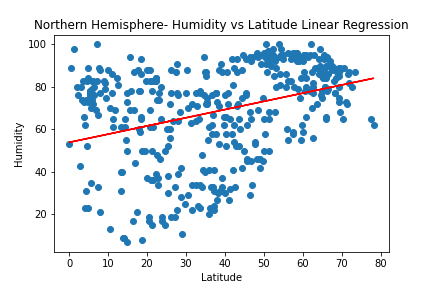 Northern Hemisphere- Humidity vs Latitude Linear Regression
100
80
60
40
20
Humidity
0 10 20 30 40 50 60 70 80
Latitude